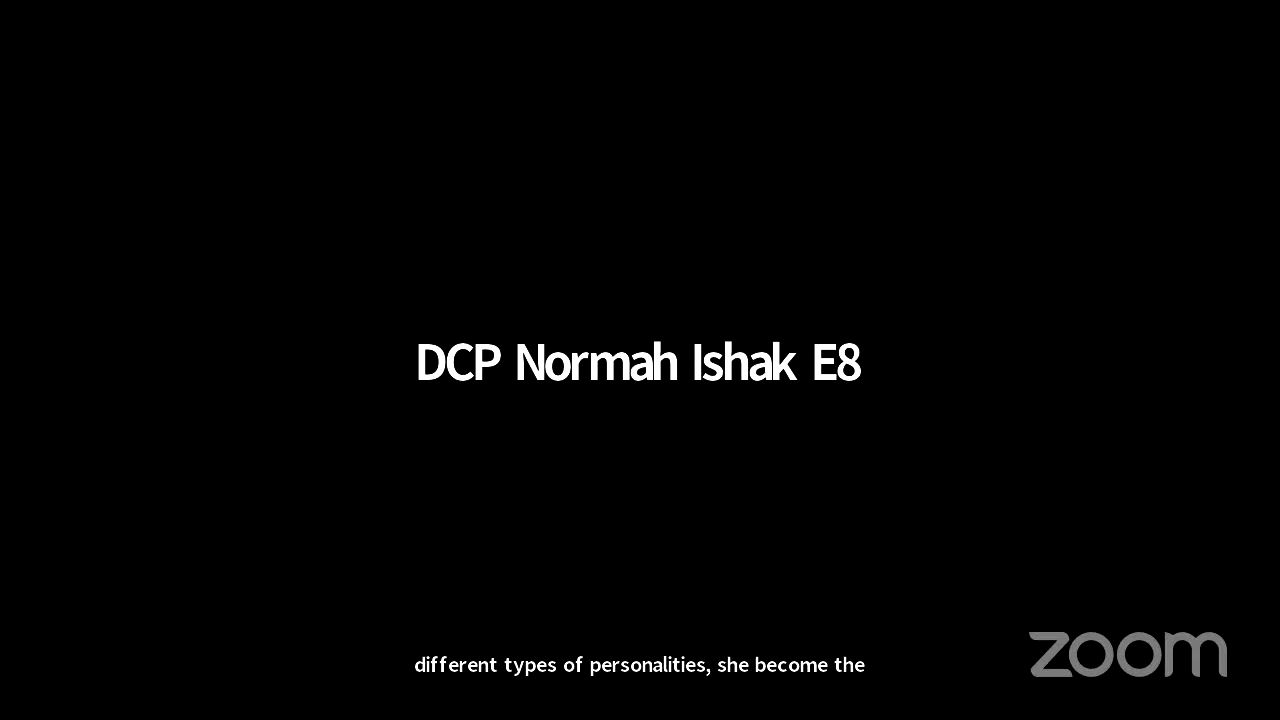 DCP Normah Ishak E8
different types of personalities, she become the
zoom